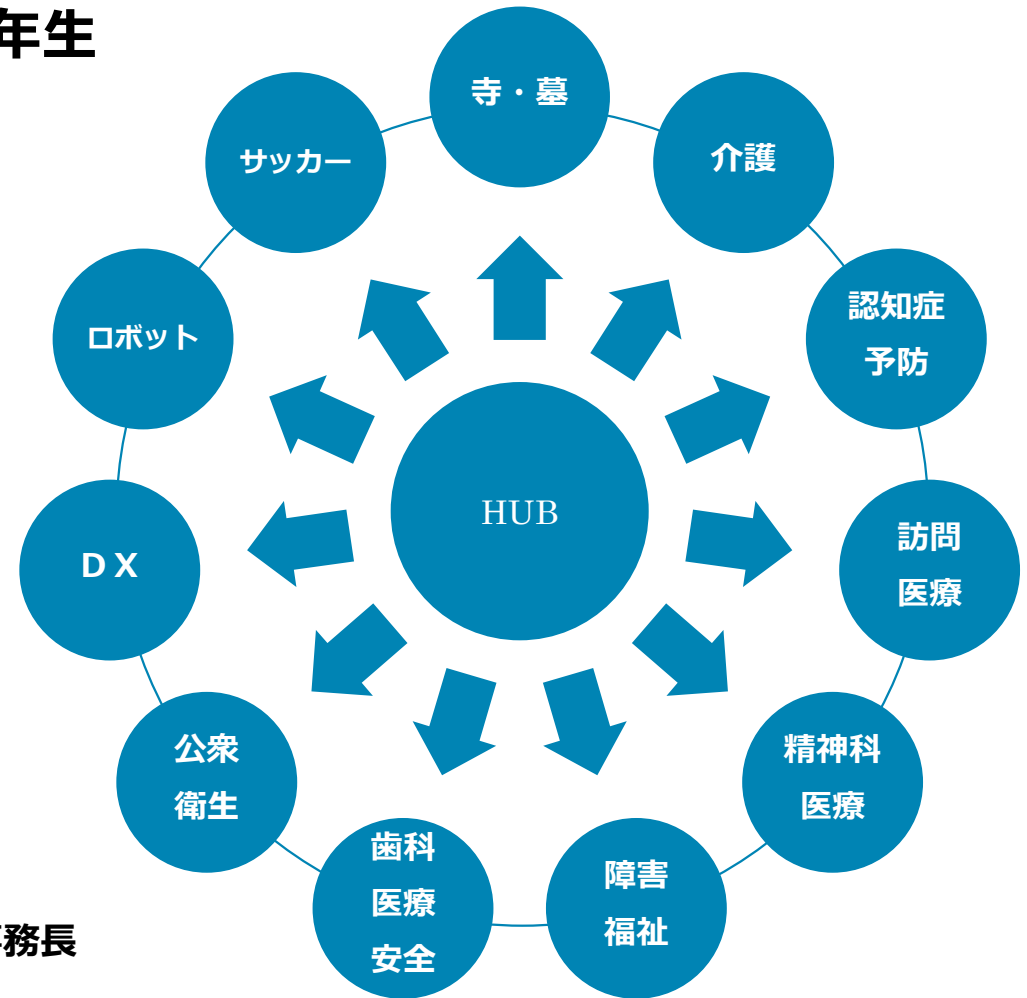 年生
寺・墓
サッカー
介護
認知症
予防
ロボット
HUB
訪問
医療
ＤＸ
精神科
医療
公衆
衛生
歯科
医療
安全
障害
福祉
務長